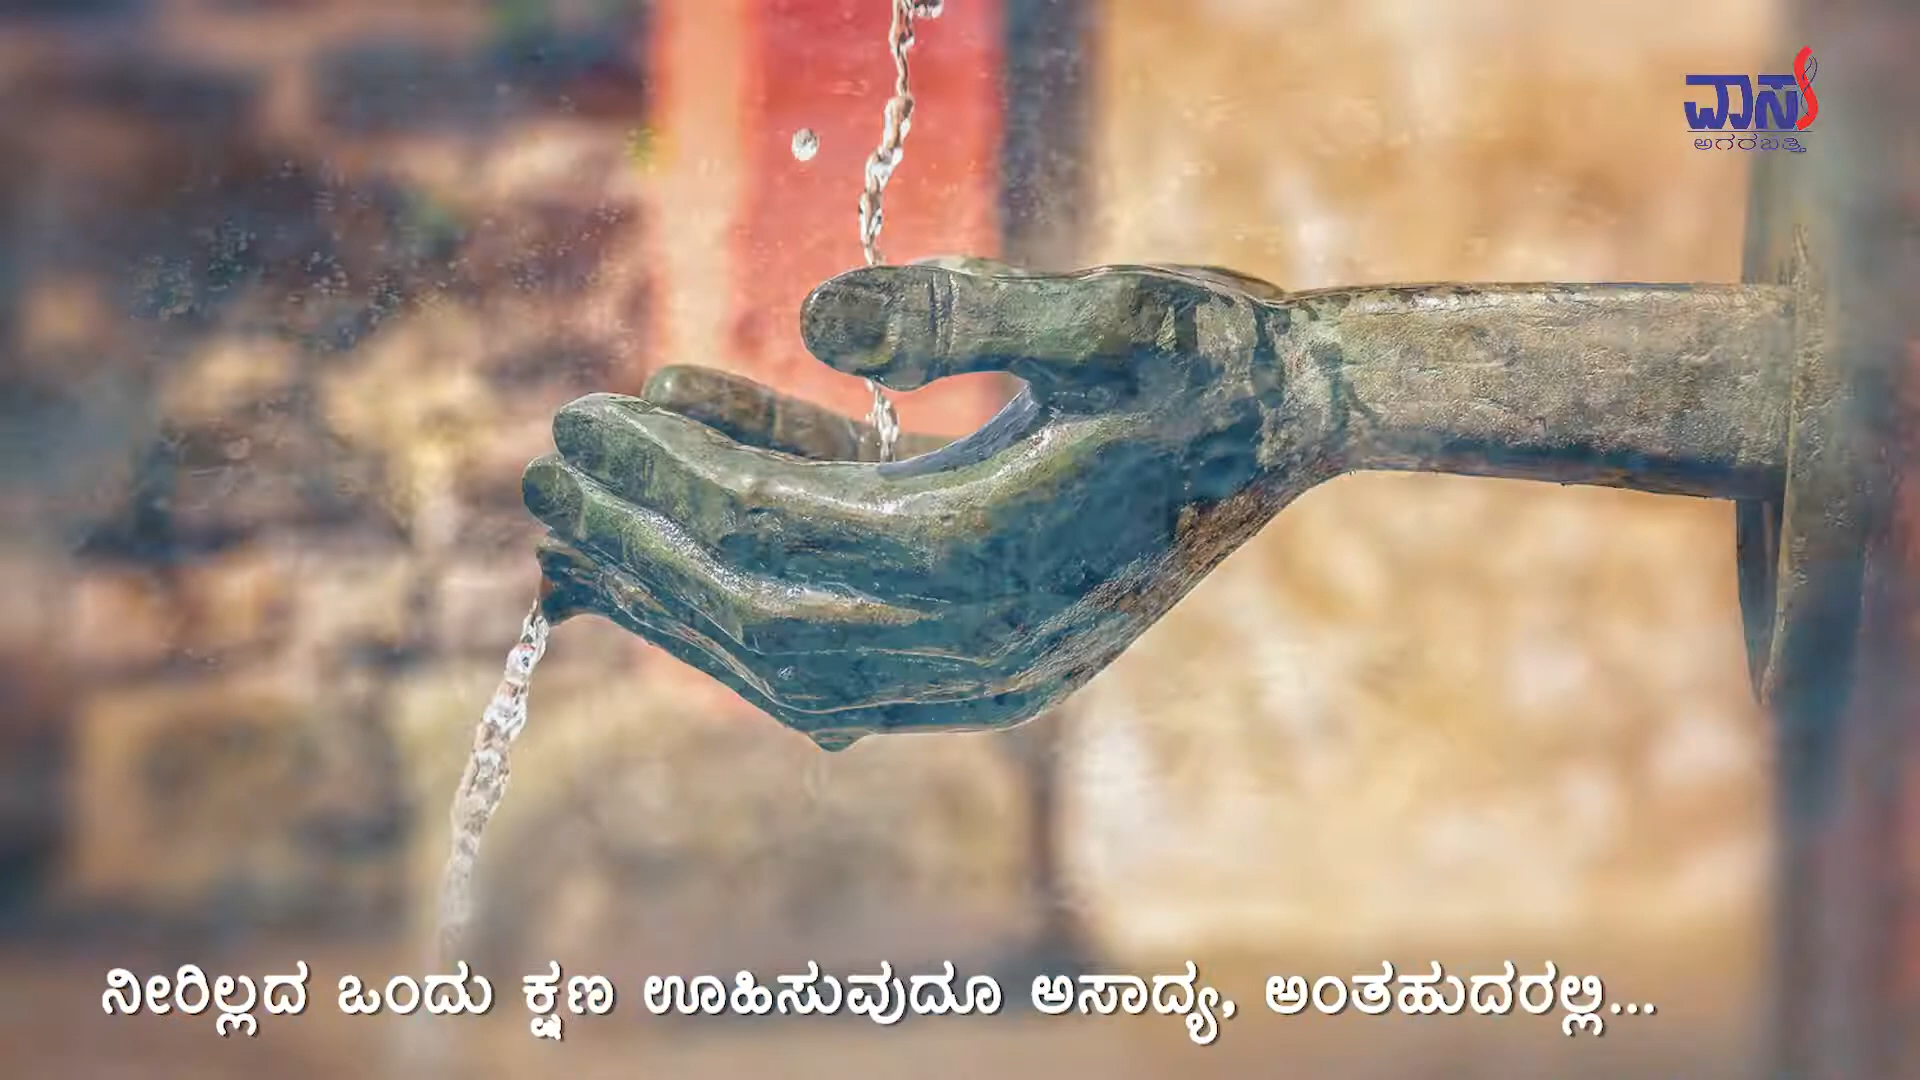 ವಾಸು
ಅಗರಬತ್ತಿ
ನೀರಿಲ್ಲದ ಒಂದು ಕ್ಷಣ ಊಹಿಸುವುದೂ ಅಸಾದ್ಯ, ಅಂತಹುದರಲ್ಲಿ...